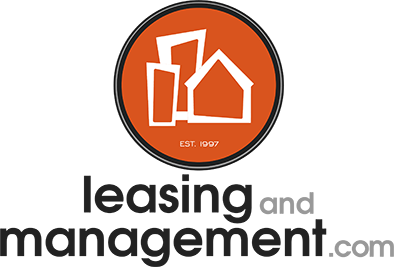 EST. 1997
leasing and
management.com